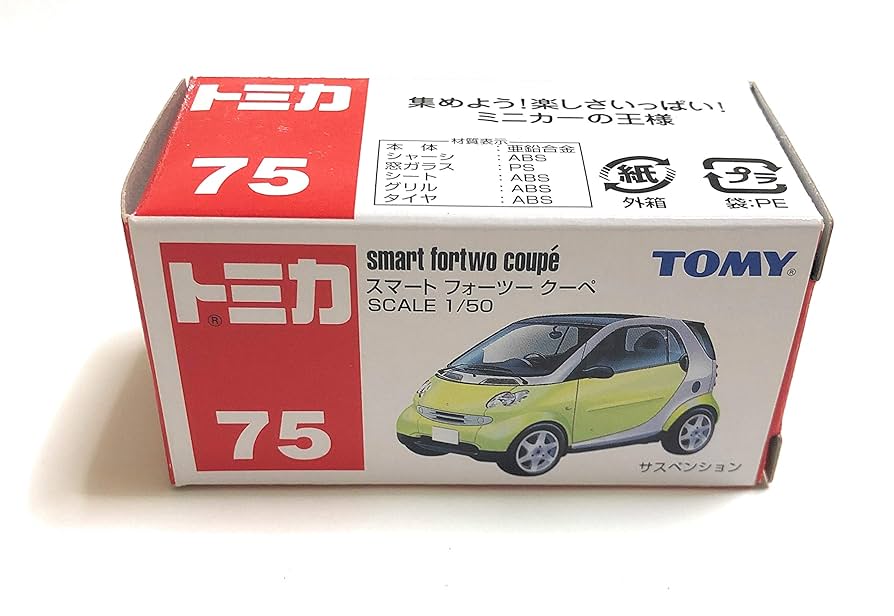 トミカ
75
集めよう!楽しさいっぱい!
ミニカーの王様
材質表示
本 体 : 亜鉛合金
シャーシ : ABS
窓ガラス : PS
シート : ABS
グリル : ABS
タイヤ : ABS
紙
外箱
プラ
袋:PE
トミカ®
75
smart fortwo coupé
スマート フォーツー クーペ
SCALE 1/50
TOMY®
サスペンション